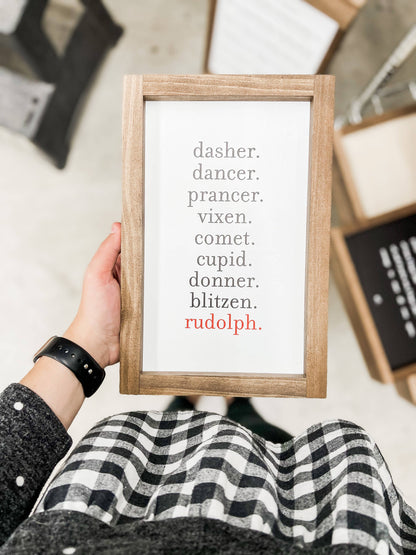 dasher.
dancer.
prancer.
vixen.
comet.
cupid.
donner.
blitzen.
rudolph.